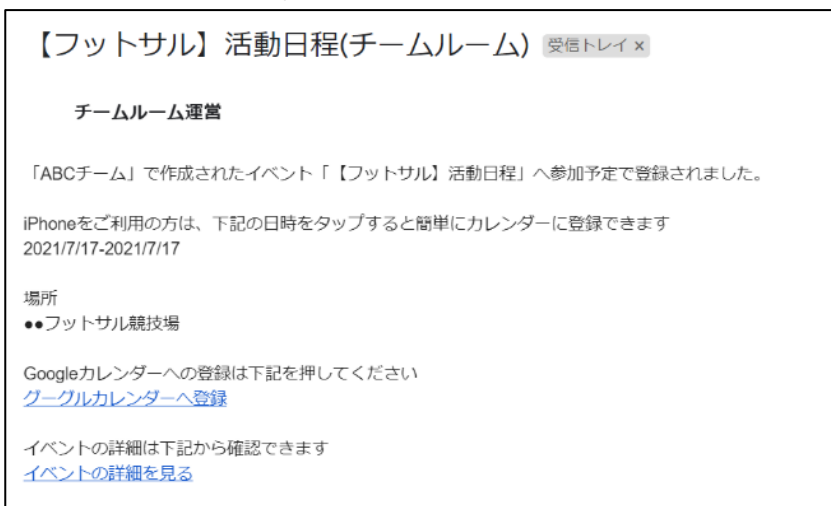 【フットサル】活動日程(チームルーム) 受信トレイ ×
チームルーム運営
「ABCチーム」で作成されたイベント「【フットサル】活動日程」へ参加予定で登録されました。
iPhoneをご利用の方は、下記の日時をタップすると簡単にカレンダーに登録できます
2021/7/17-2021/7/17
場所
●●フットサル競技場
Googleカレンダーへの登録は下記を押してください
グーグルカレンダーへ登録
イベントの詳細は下記から確認できます
イベントの詳細を見る